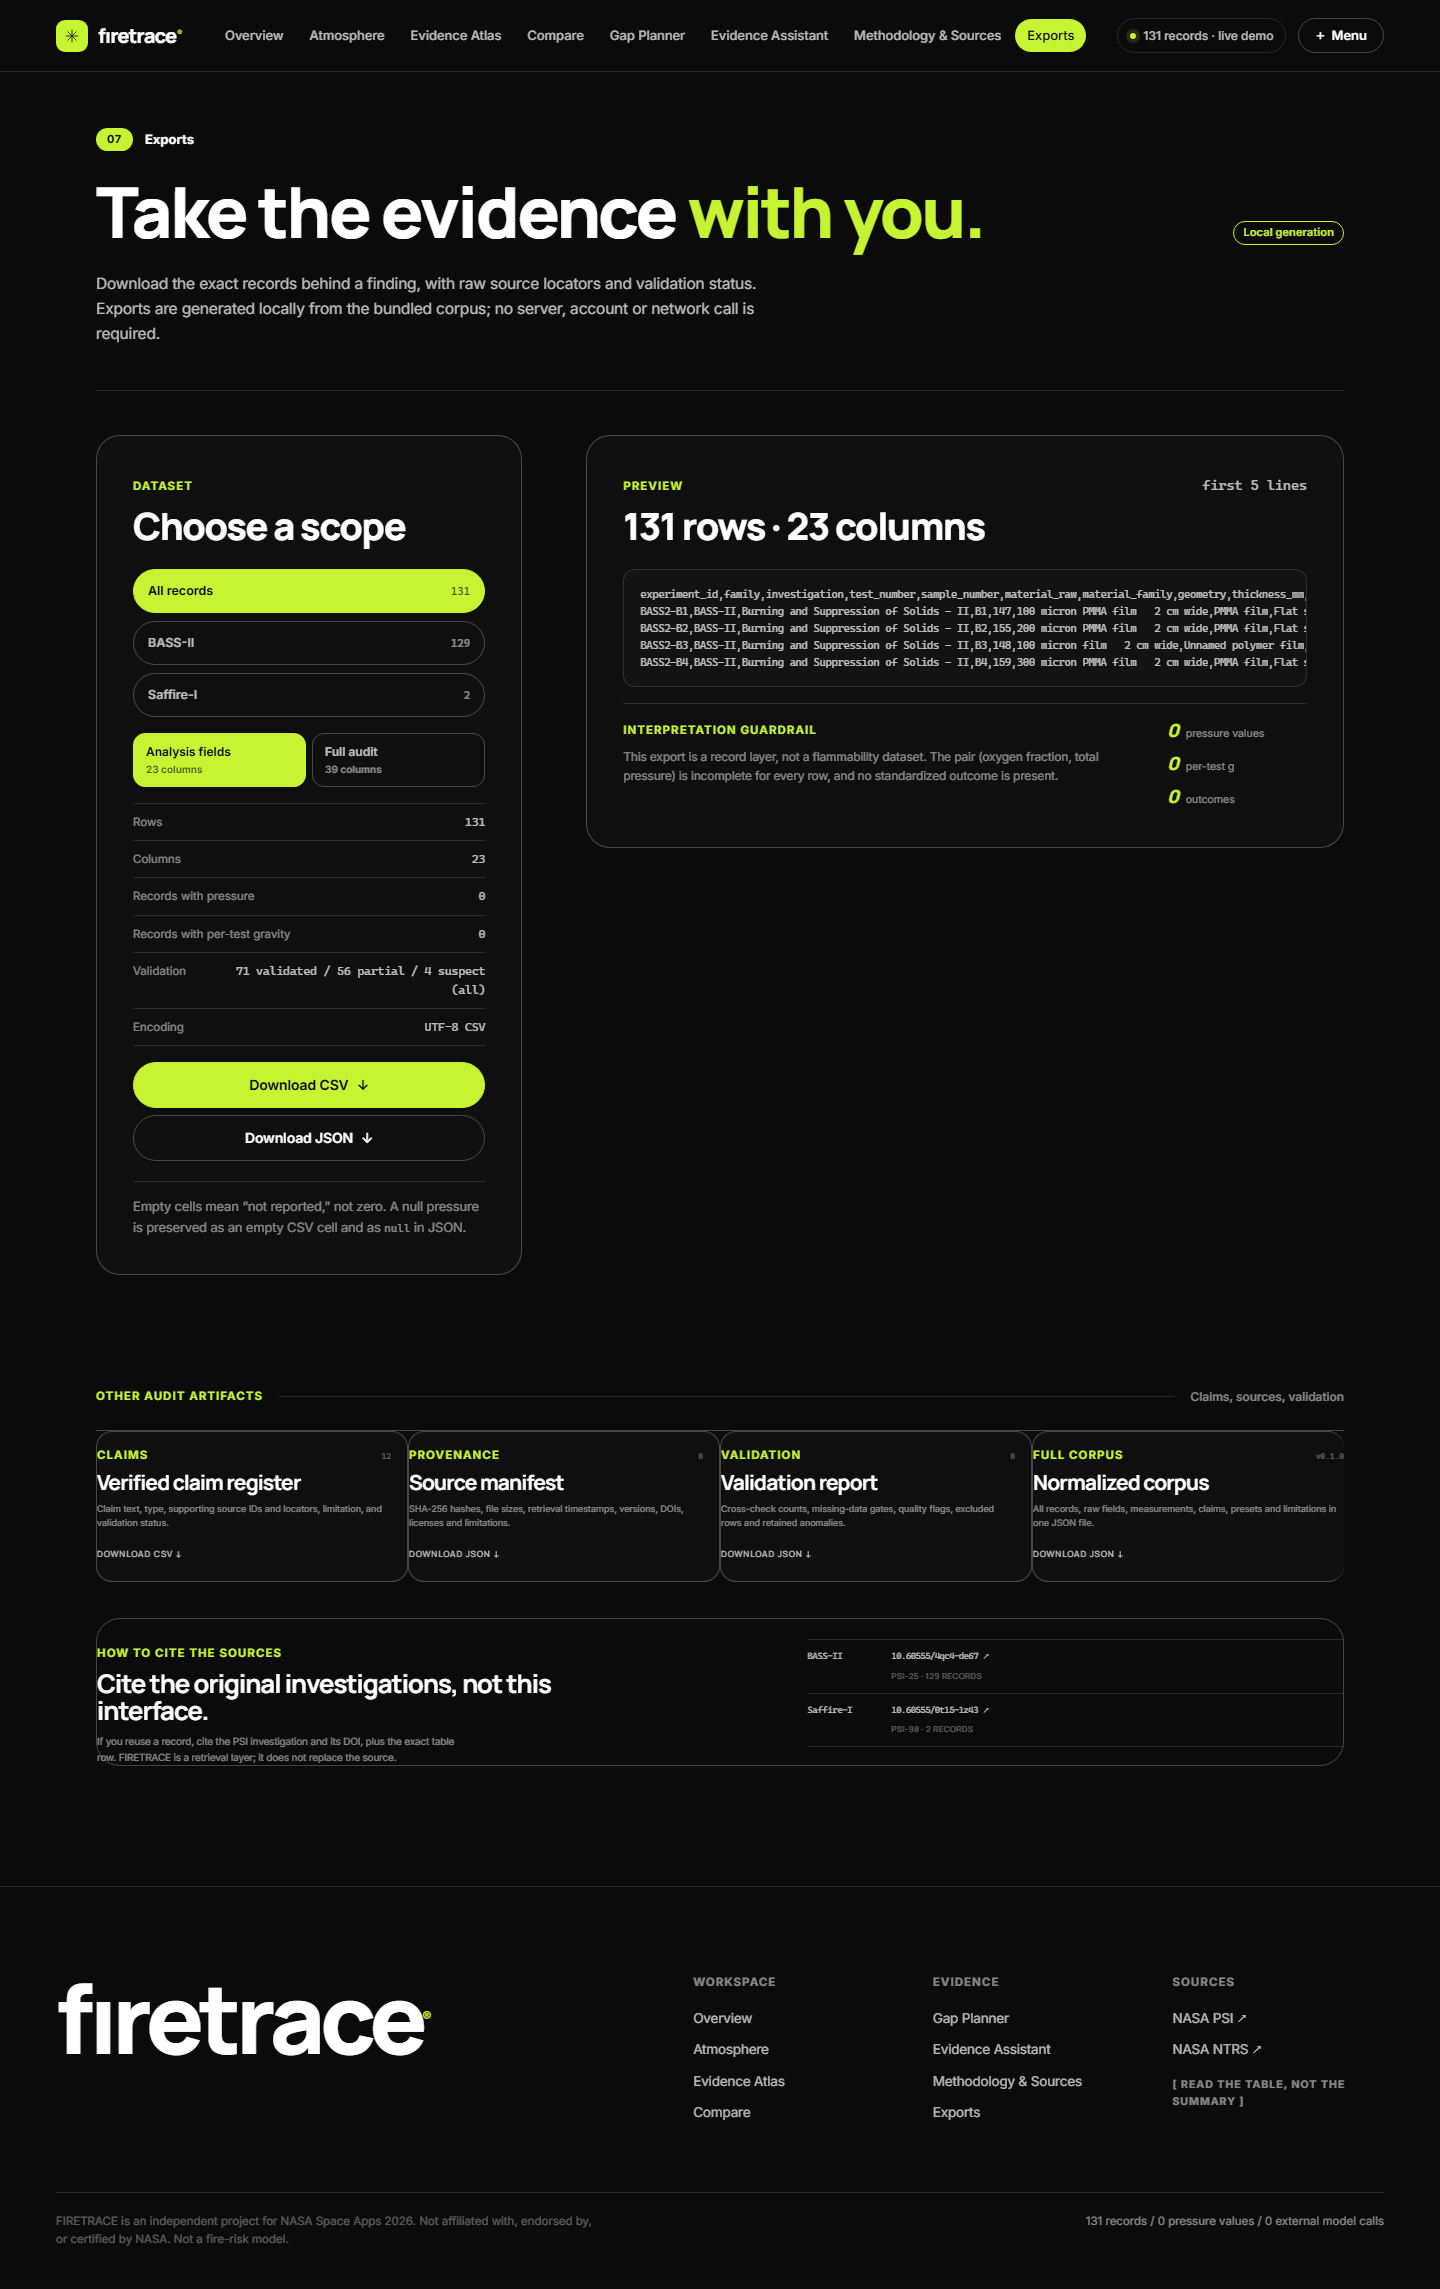 firetrace
Overview
Atmosphere
Evidence Atlas
Compare
Gap Planner
Evidence Assistant
Methodology & Sources
Exports
131 records · live demo
+ Menu
07 Exports
Take the evidence with you.
Local generation
Download the exact records behind a finding, with raw source locators and validation status.
Exports are generated locally from the bundled corpus; no server, account or network call is
required.
DATASET
Choose a scope
All records 131
BASS-II 129
Saffire-I 2
Analysis fields
23 columns
Full audit
39 columns
Rows 131
Columns 23
Records with pressure 0
Records with per-test gravity 0
Validation 71 validated / 56 partial / 4 suspect
(all)
Encoding UTF-8 CSV
Download CSV ↓
Download JSON ↓
Empty cells mean “not reported,” not zero. A null pressure
is preserved as an empty CSV cell and as null in JSON.
PREVIEW
first 5 lines
131 rows · 23 columns
experiment_id,family,investigation,test_number,sample_number,material_raw,material_family,geometry,thickness_mm,
BASS2-B1,BASS-II,Burning and Suppression of Solids - II,B1,147,100 micron PMMA film   2 cm wide,PMMA film,Flat s
BASS2-B2,BASS-II,Burning and Suppression of Solids - II,B2,155,200 micron PMMA film   2 cm wide,PMMA film,Flat s
BASS2-B3,BASS-II,Burning and Suppression of Solids - II,B3,148,100 micron film   2 cm wide,Unnamed polymer film,
BASS2-B4,BASS-II,Burning and Suppression of Solids - II,B4,159,300 micron PMMA film   2 cm wide,PMMA film,Flat s
INTERPRETATION GUARDRAIL
This export is a record layer, not a flammability dataset. The pair (oxygen fraction, total
pressure) is incomplete for every row, and no standardized outcome is present.
0 pressure values
0 per-test g
0 outcomes
OTHER AUDIT ARTIFACTS
Claims, sources, validation
CLAIMS 12
Verified claim register
Claim text, type, supporting source IDs and locators, limitation, and
validation status.
DOWNLOAD CSV ↓
PROVENANCE 8
Source manifest
SHA-256 hashes, file sizes, retrieval timestamps, versions, DOIs,
licenses and limitations.
DOWNLOAD JSON ↓
VALIDATION 8
Validation report
Cross-check counts, missing-data gates, quality flags, excluded
rows and retained anomalies.
DOWNLOAD JSON ↓
FULL CORPUS v0.1.0
Normalized corpus
All records, raw fields, measurements, claims, presets and limitations in
one JSON file.
DOWNLOAD JSON ↓
HOW TO CITE THE SOURCES
Cite the original investigations, not this
interface.
If you reuse a record, cite the PSI investigation and its DOI, plus the exact table
row. FIRETRACE is a retrieval layer; it does not replace the source.
BASS-II 10.60555/4qc4-de67 ↗
PSI-25 · 129 RECORDS
Saffire-I 10.60555/0t15-1z43 ↗
PSI-98 · 2 RECORDS
firetrace®
WORKSPACE
Overview
Atmosphere
Evidence Atlas
Compare
EVIDENCE
Gap Planner
Evidence Assistant
Methodology & Sources
Exports
SOURCES
NASA PSI ↗
NASA NTRS ↗
[ READ THE TABLE, NOT THE
SUMMARY ]
FIRETRACE is an independent project for NASA Space Apps 2026. Not affiliated with, endorsed by,
or certified by NASA. Not a fire-risk model.
131 records / 0 pressure values / 0 external model calls